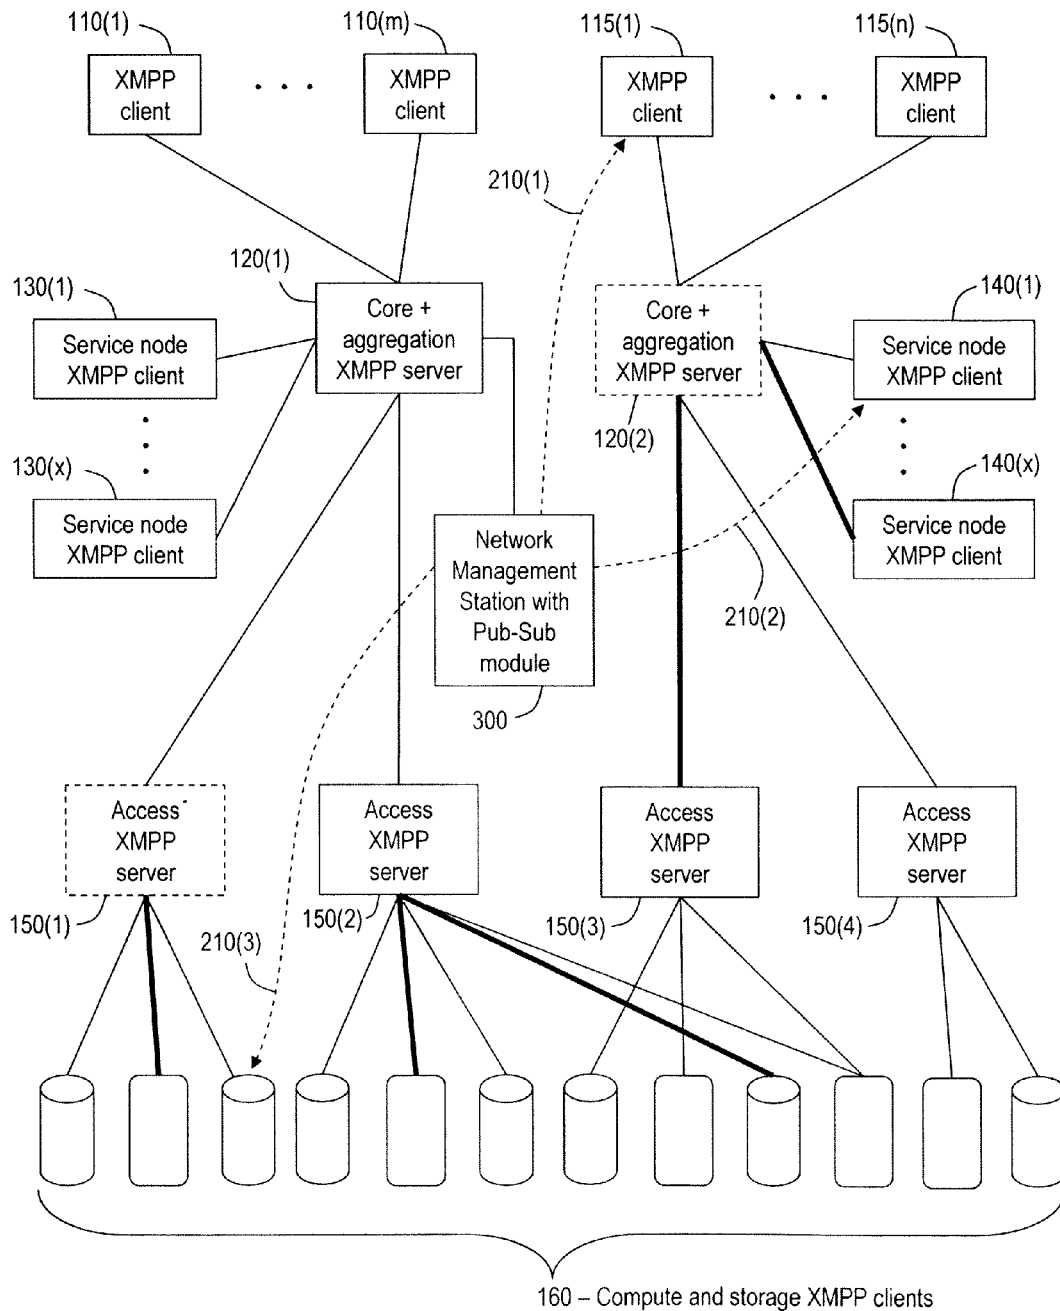 110(1)
110(m)
115(1)
115(n)
XMPP
client
XMPP
client
XMPP
client
XMPP
client
210(1)
120(1)
130(1)
140(1)
Core +
aggregation
XMPP server
Core +
aggregation
XMPP server
Service node
XMPP client
Service node
XMPP client
120(2)
130(x)
140(x)
Service node
XMPP client
Service node
XMPP client
Network
Management
Station with
Pub-Sub
module
210(2)
300
Access
XMPP
server
Access
XMPP
server
Access
XMPP
server
Access
XMPP
server
150(1)
210(3)
150(2)
150(3)
150(4)
160 – Compute and storage XMPP clients